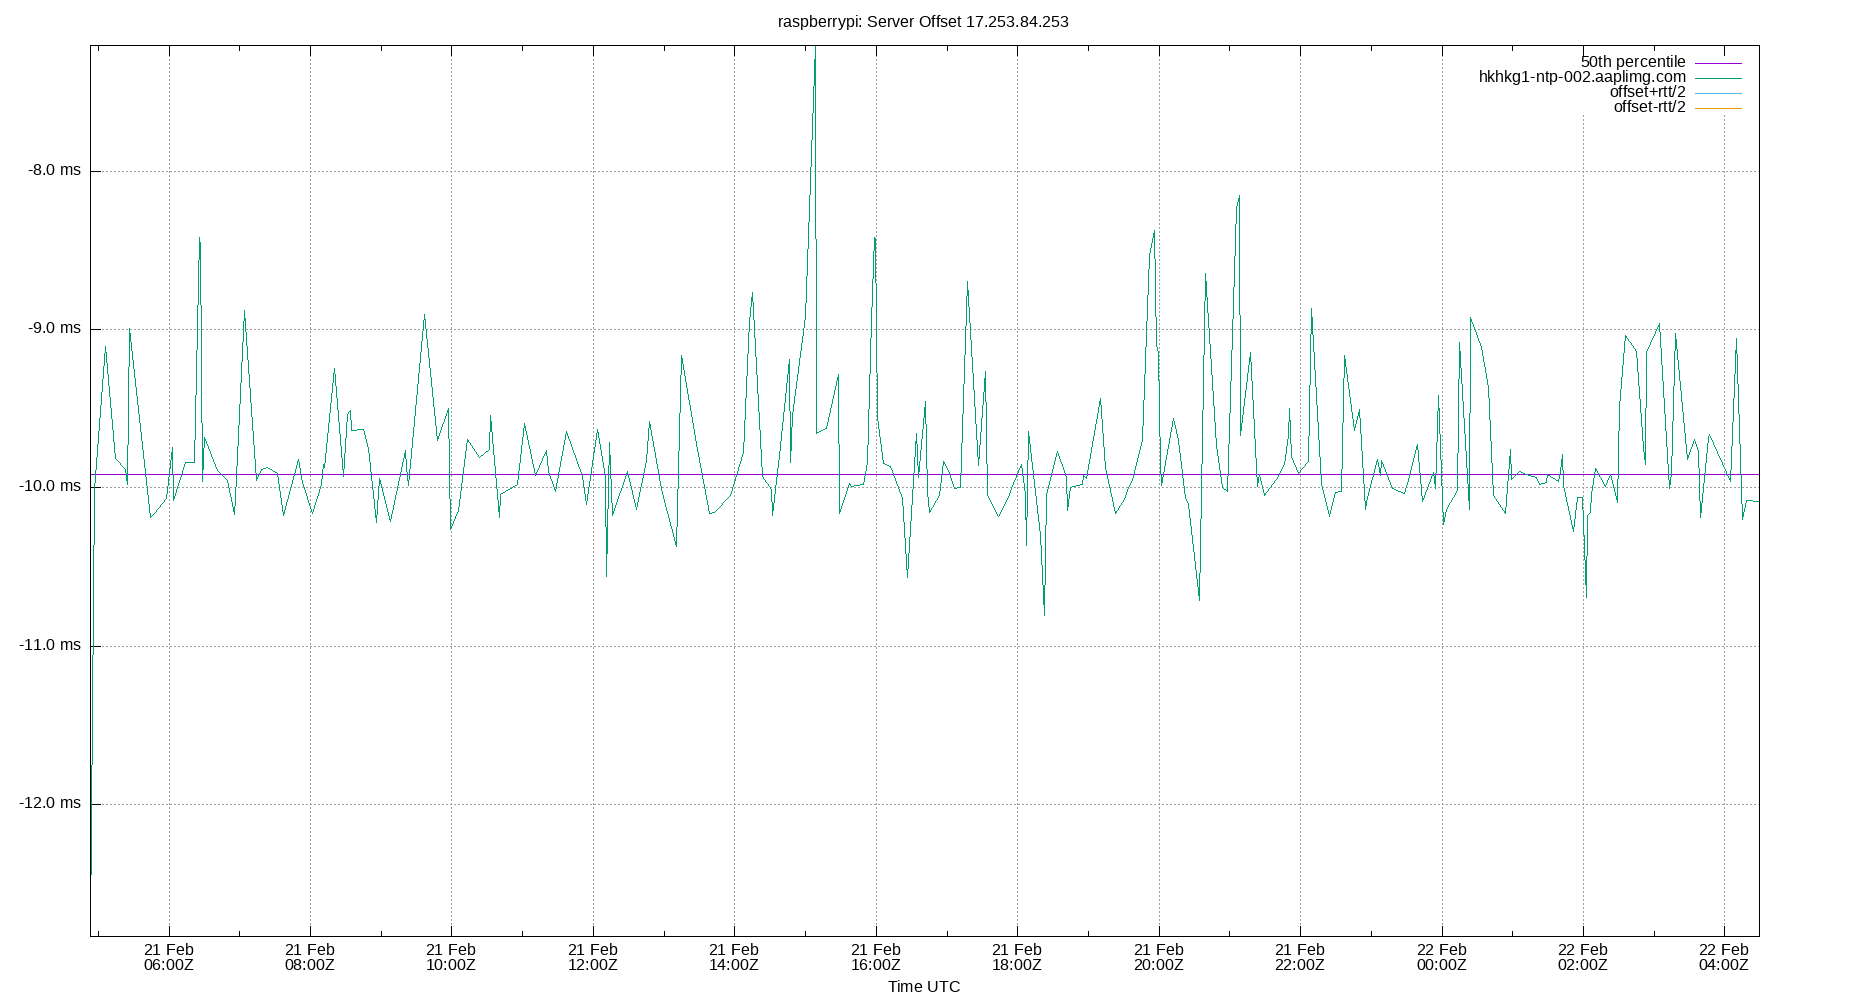 raspberrypi: Server Offset 17.253.84.253
50th percentile
hkhkg1-ntp-002.aaplimg.com
offset+rtt/2
offset-rtt/2
-8.0 ms
-9.0 ms
-10.0 ms
-11.0 ms
-12.0 ms
21 Feb 21 Feb 21 Feb 21 Feb 21 Feb 21 Feb 21 Feb 21 Feb 21 Feb 22 Feb 22 Feb 22 Feb
06:00Z 08:00Z 10:00Z 12:00Z 14:00Z 16:00Z 18:00Z 20:00Z 22:00Z 00:00Z 02:00Z 04:00Z
Time UTC